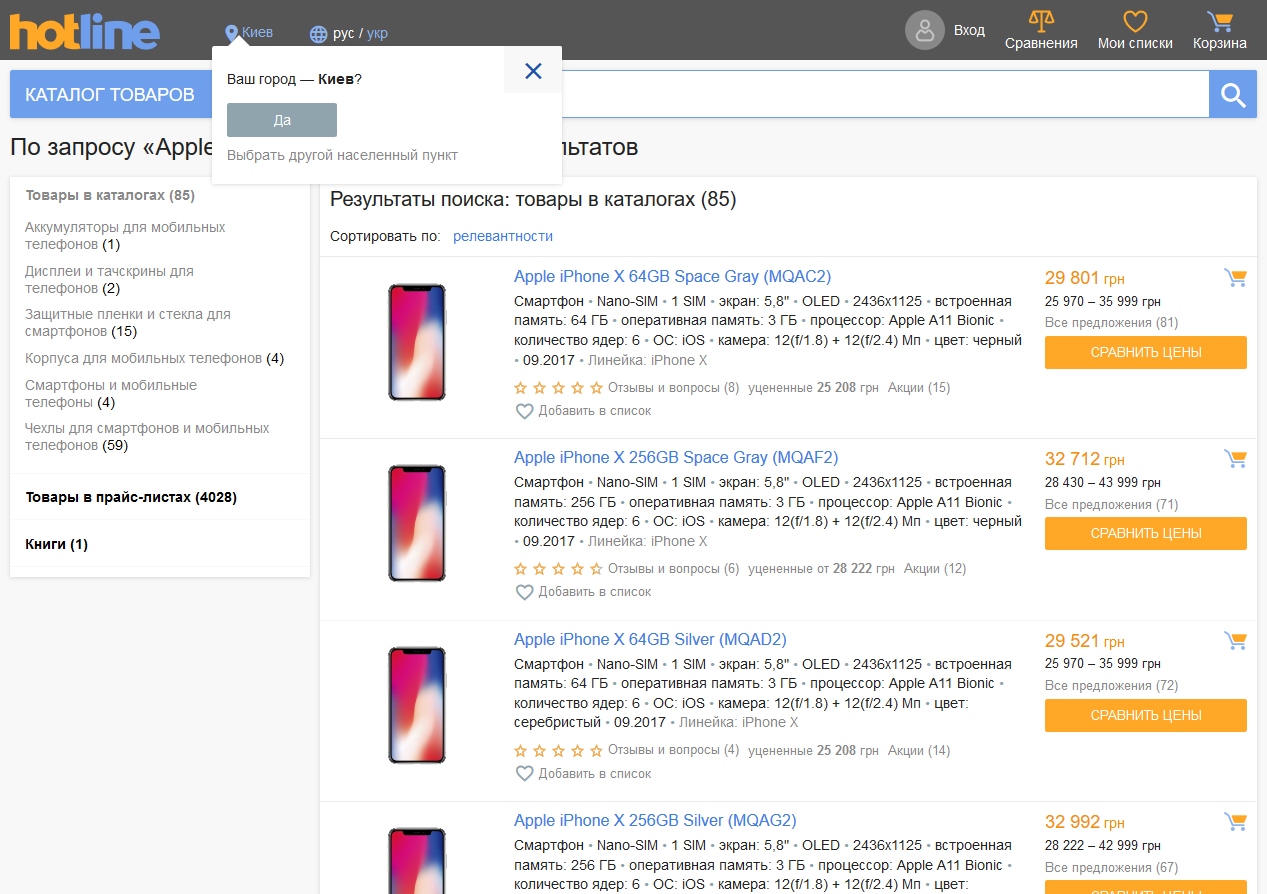 hotline
Киев
рус / укр
Вход
Сравнения
Мои списки
Корзина
Ваш город — Киев?
Да
Выбрать другой населенный пункт
КАТАЛОГ ТОВАРОВ
По запросу «Apple
Товары в каталогах (85)
Аккумуляторы для мобильных
телефонов (1)
Дисплеи и тачскрины для
телефонов (2)
Защитные пленки и стекла для
смартфонов (15)
Корпуса для мобильных телефонов (4)
Смартфоны и мобильные
телефоны (4)
Чехлы для смартфонов и мобильных
телефонов (59)
Товары в прайс-листах (4028)
Книги (1)
Результаты поиска: товары в каталогах (85)
Сортировать по: релевантности
Apple iPhone X 64GB Space Gray (MQAC2)
Смартфон • Nano-SIM • 1 SIM • экран: 5,8" • OLED • 2436x1125 • встроенная
память: 64 ГБ • оперативная память: 3 ГБ • процессор: Apple A11 Bionic •
количество ядер: 6 • ОС: iOS • камера: 12(f/1.8) + 12(f/2.4) Мп • цвет: черный
• 09.2017 • Линейка: iPhone X
Отзывы и вопросы (8) уцененные 25 208 грн Акции (15)
Добавить в список
29 801 грн
25 970 – 35 999 грн
Все предложения (81)
СРАВНИТЬ ЦЕНЫ
Apple iPhone X 256GB Space Gray (MQAF2)
Смартфон • Nano-SIM • 1 SIM • экран: 5,8" • OLED • 2436x1125 • встроенная
память: 256 ГБ • оперативная память: 3 ГБ • процессор: Apple A11 Bionic •
количество ядер: 6 • ОС: iOS • камера: 12(f/1.8) + 12(f/2.4) Мп • цвет: черный
• 09.2017 • Линейка: iPhone X
Отзывы и вопросы (6) уцененные от 28 222 грн Акции (12)
Добавить в список
32 712 грн
28 430 – 43 999 грн
Все предложения (71)
СРАВНИТЬ ЦЕНЫ
Apple iPhone X 64GB Silver (MQAD2)
Смартфон • Nano-SIM • 1 SIM • экран: 5,8" • OLED • 2436x1125 • встроенная
память: 64 ГБ • оперативная память: 3 ГБ • процессор: Apple A11 Bionic •
количество ядер: 6 • ОС: iOS • камера: 12(f/1.8) + 12(f/2.4) Мп • цвет:
серебристый • 09.2017 • Линейка: iPhone X
Отзывы и вопросы (4) уцененные 25 208 грн Акции (14)
Добавить в список
29 521 грн
25 970 – 35 999 грн
Все предложения (72)
СРАВНИТЬ ЦЕНЫ
Apple iPhone X 256GB Silver (MQAG2)
Смартфон • Nano-SIM • 1 SIM • экран: 5,8" • OLED • 2436x1125 • встроенная
память: 256 ГБ • оперативная память: 3 ГБ • процессор: Apple A11 Bionic •
количество ядер: 6 • ОС: iOS • камера: 12(f/1.8) + 12(f/2.4) Мп • цвет:
32 992 грн
28 222 – 42 999 грн
Все предложения (67)
СРАВНИТЬ ЦЕНЫ